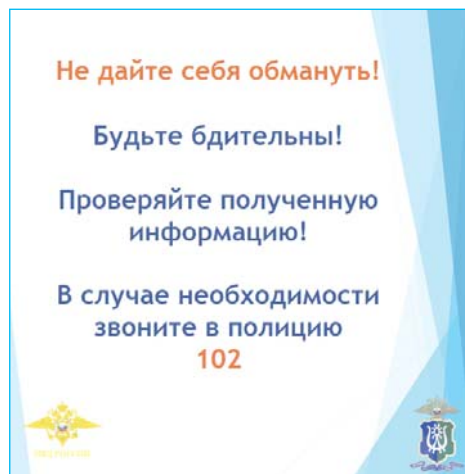 Не дайте себя обмануть!
Будьте бдительны!
Проверяйте полученную
информацию!
В случае необходимости
звоните в полицию
102